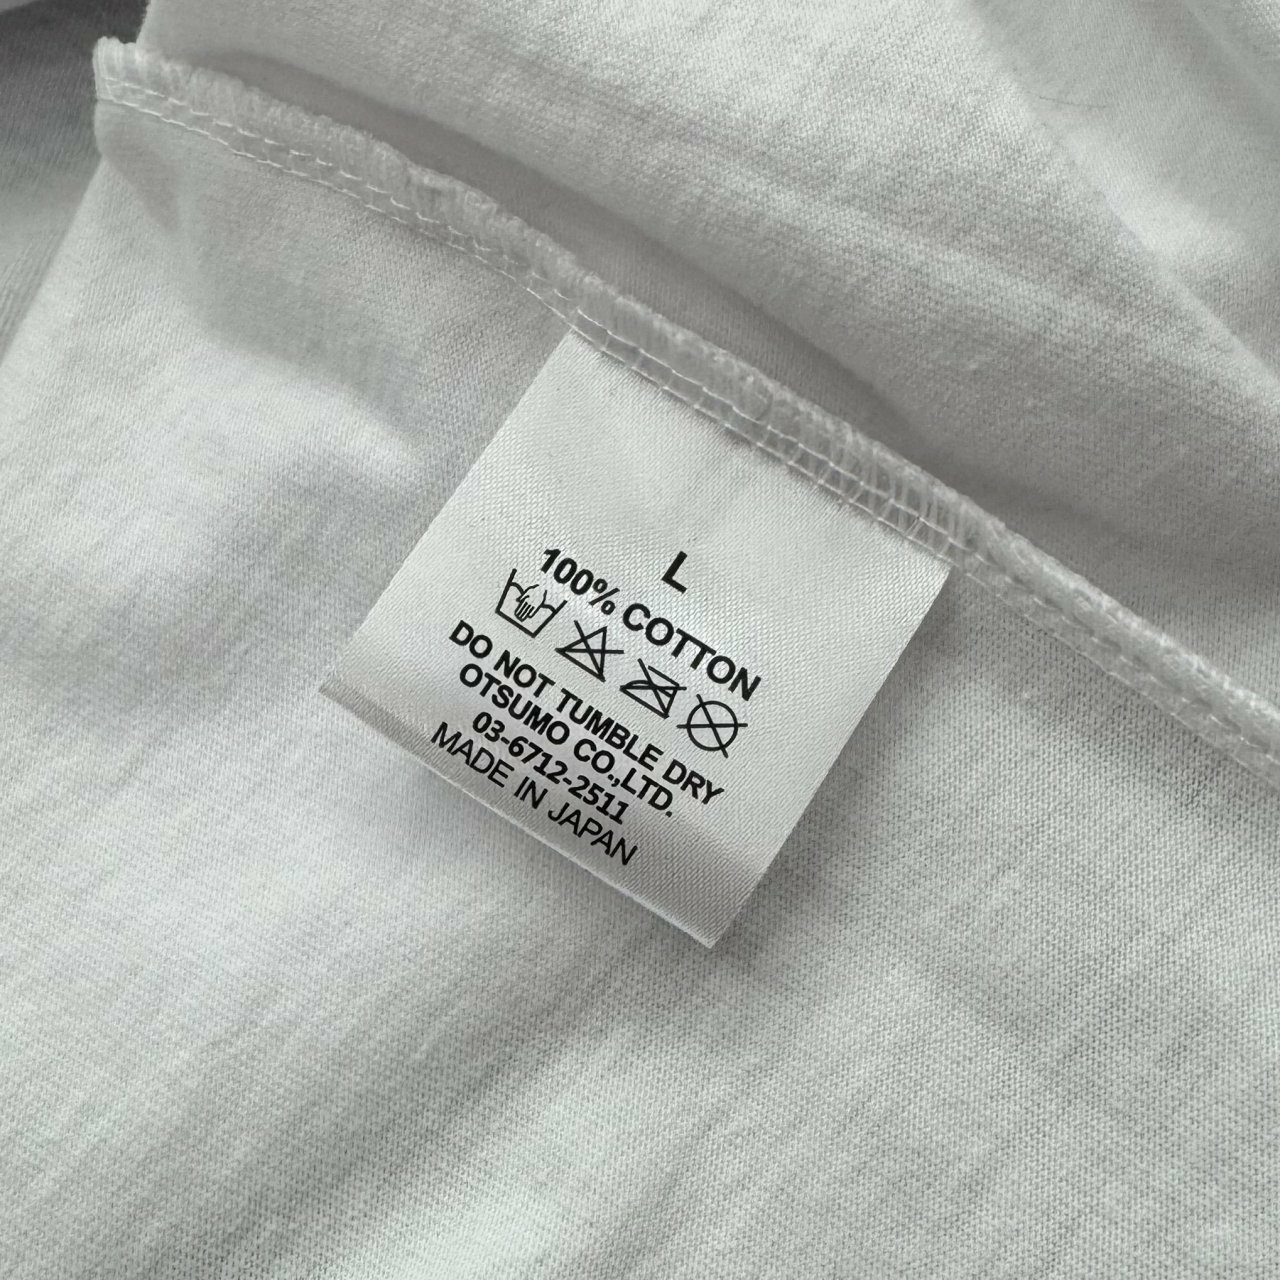 L
100% COTTON
DO NOT TUMBLE DRY
OTSUMO CO.,LTD.
03-6712-2511
MADE IN JAPAN